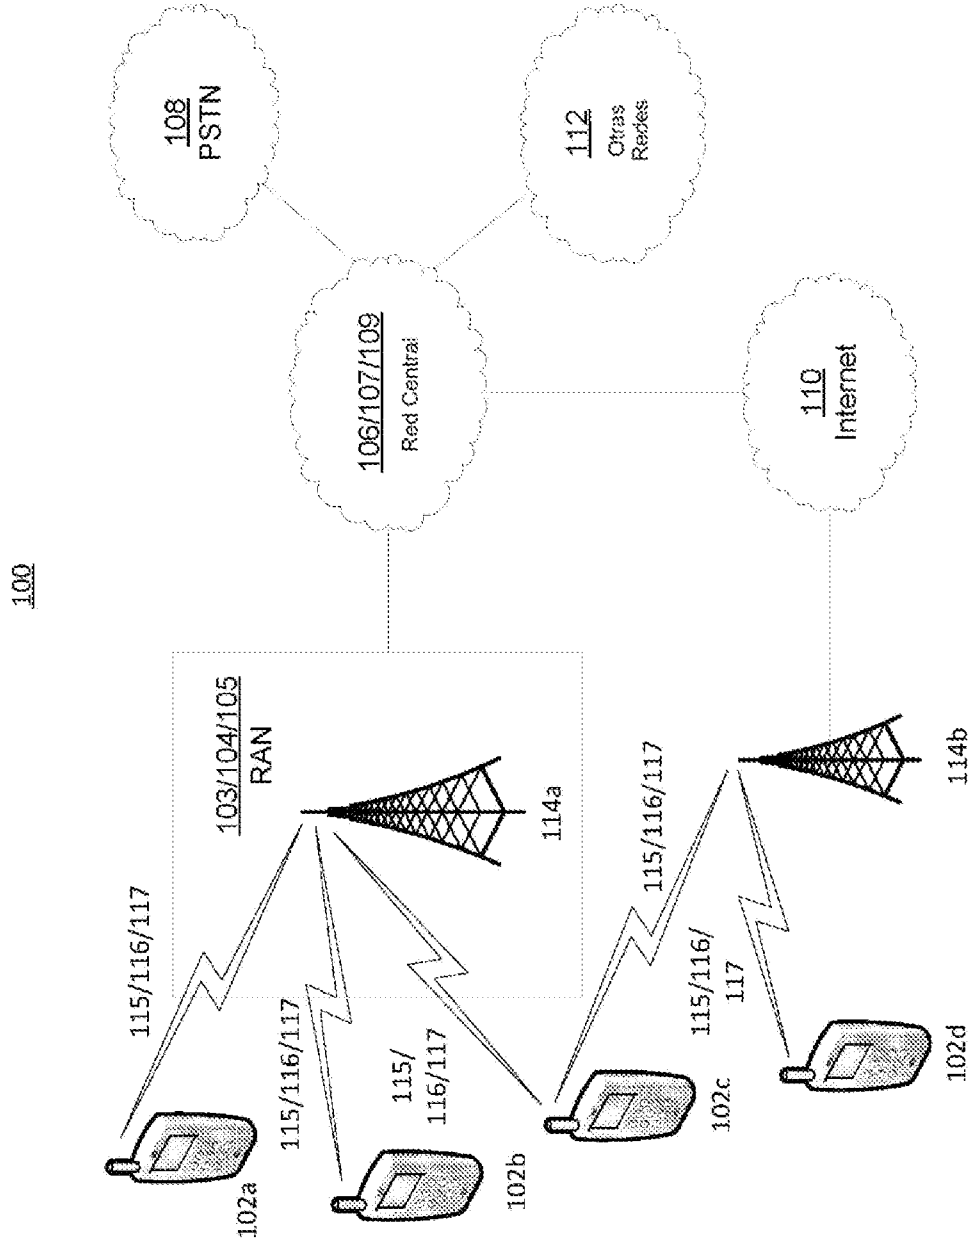 100
115/116/117
103/104/105
RAN
108
PSTN
102a
115/116/117
114a
106/107/109
Red Central
112
Otras
Redes
102b
115/
116/117
115/116/117
102c
115/116/
117
114b
110
Internet
102d